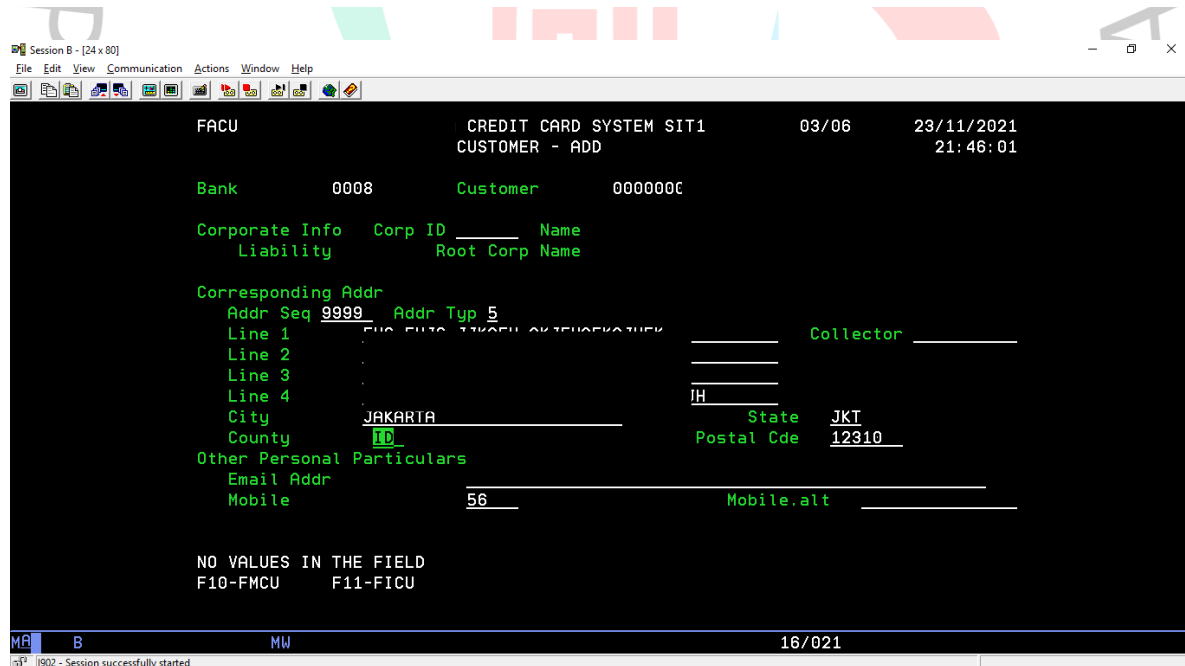 Session B - [24 x 80]
File Edit View Communication Actions Window Help
FACU CREDIT CARD SYSTEM SIT1 03/06 23/11/2021
CUSTOMER - ADD 21:46:01
Bank 0008 Customer 0000000
Corporate Info Corp ID Name
Liability Root Corp Name
Corresponding Addr
Addr Seq 9999 Addr Typ 5
Line 1 Collector
Line 2
Line 3
Line 4
City JAKARTA State JKT
County ID Postal Cde 12310
Other Personal Particulars
Email Addr
Mobile 56 Mobile.alt
NO VALUES IN THE FIELD
F10-FMCU F11-FICU
MA B MW 16/021
I902 - Session successfully started